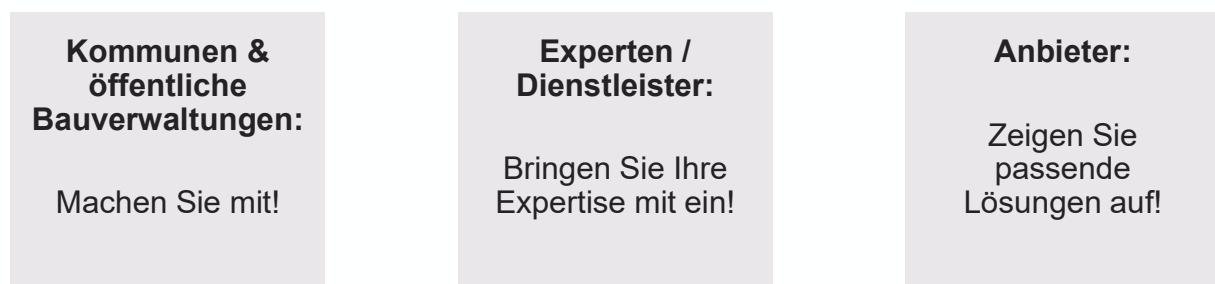 Kommunen &
öffentliche
Bauverwaltungen:
Machen Sie mit!
Experten /
Dienstleister:
Bringen Sie Ihre
Expertise mit ein!
Anbieter:
Zeigen Sie
passende
Lösungen auf!